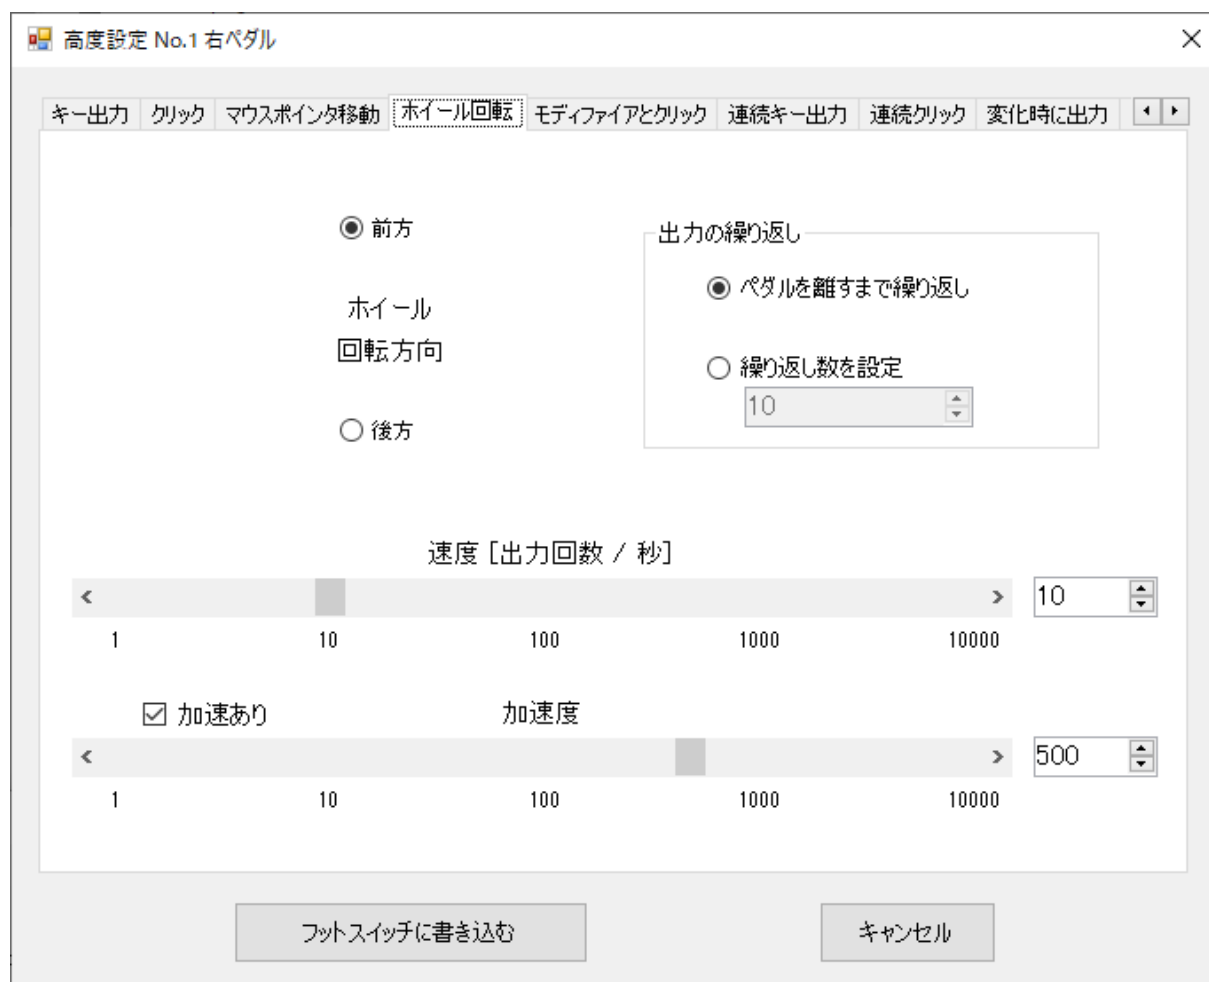 高度設定 No.1 右ペダル
キー出力 クリック マウスポインタ移動 ホイール回転 モディファイアとクリック 連続キー出力 連続クリック 変化時に出力
前方
ホイール
回転方向
後方
出力の繰り返し
ペダルを離すまで繰り返し
繰り返し数を設定
10
速度 [出力回数 / 秒]
10
1 10 100 1000 10000
加速あり 加速度
500
1 10 100 1000 10000
フットスイッチに書き込む キャンセル